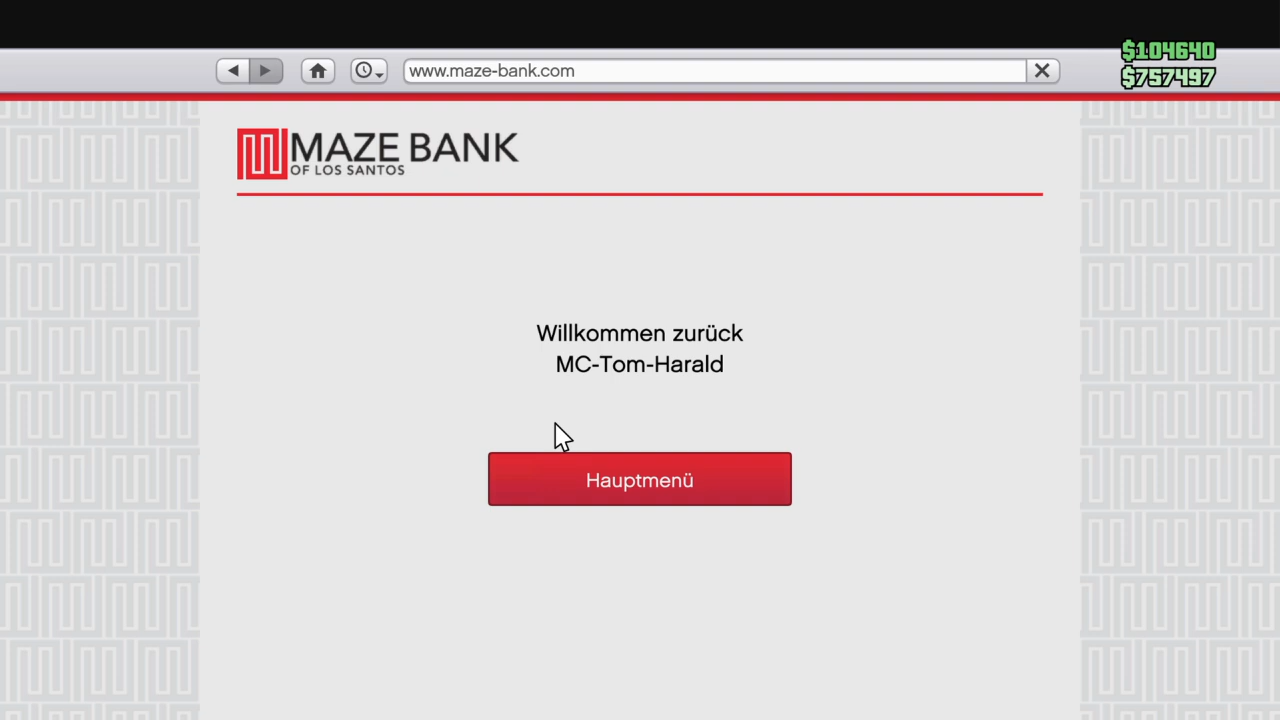 www.maze-bank.com
$104640
$757497
MAZE BANK
OF LOS SANTOS
Willkommen zurück
MC-Tom-Harald
Hauptmenü